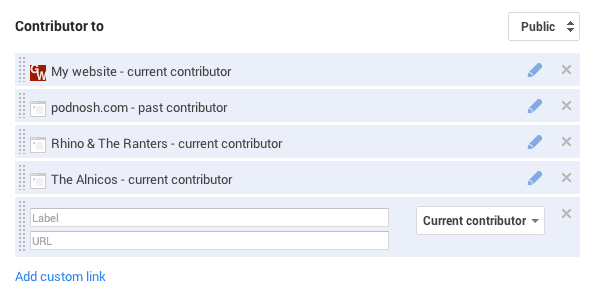 Contributor to
Public
GW My website - current contributor
podnosh.com - past contributor
Rhino & The Ranters - current contributor
The Alnicos - current contributor
Label
Current contributor
URL
Add custom link